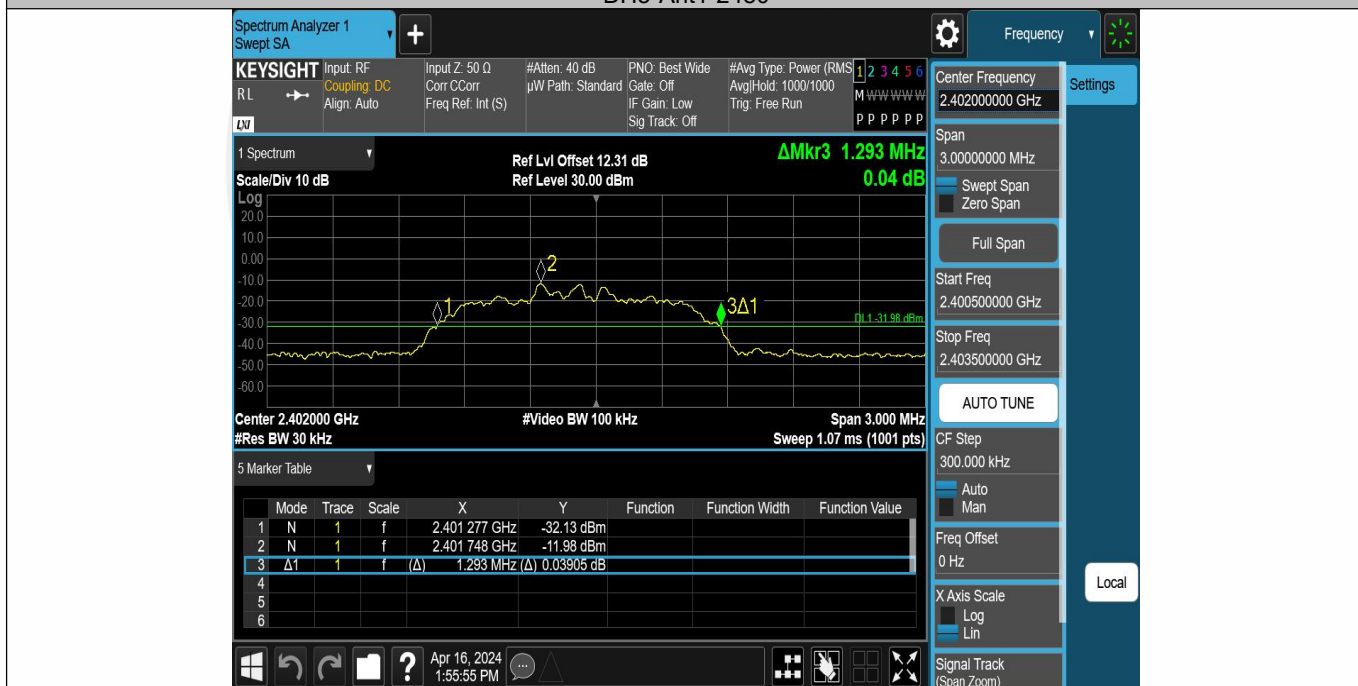 Spectrum Analyzer 1
Swept SA
+
Frequency
KEYSIGHT
RL
LXI
Input: RF
Coupling: DC
Align: Auto
Input Z: 50 Ω
Corr CCorr
Freq Ref: Int (S)
#Atten: 40 dB
µW Path: Standard
PNO: Best Wide
Gate: Off
IF Gain: Low
Sig Track: Off
#Avg Type: Power (RMS
Avg|Hold: 1000/1000
Trig: Free Run
1 2 3 4 5 6
M W W W W W
P P P P P P
1 Spectrum
Scale/Div 10 dB
Ref Lvl Offset 12.31 dB
Ref Level 30.00 dBm
ΔMkr3 1.293 MHz
0.04 dB
Log
20.0
10.0
0.00
-10.0
-20.0
-30.0
-40.0
-50.0
-60.0
1
2
3Δ1
DL1 -31.98 dBm
Center 2.402000 GHz
#Res BW 30 kHz
#Video BW 100 kHz
Span 3.000 MHz
Sweep 1.07 ms (1001 pts)
5 Marker Table
Mode Trace Scale X Y Function Function Width Function Value
1 N 1 f 2.401 277 GHz -32.13 dBm
2 N 1 f 2.401 748 GHz -11.98 dBm
3 Δ1 1 f (Δ) 1.293 MHz (Δ) 0.03905 dB
4
5
6
?
Apr 16, 2024
1:55:55 PM
Center Frequency
2.402000000 GHz
Settings
Span
3.00000000 MHz
Swept Span
Zero Span
Full Span
Start Freq
2.400500000 GHz
Stop Freq
2.403500000 GHz
AUTO TUNE
CF Step
300.000 kHz
Auto
Man
Freq Offset
0 Hz
X Axis Scale
Log
Lin
Local
Signal Track
(Span Zoom)